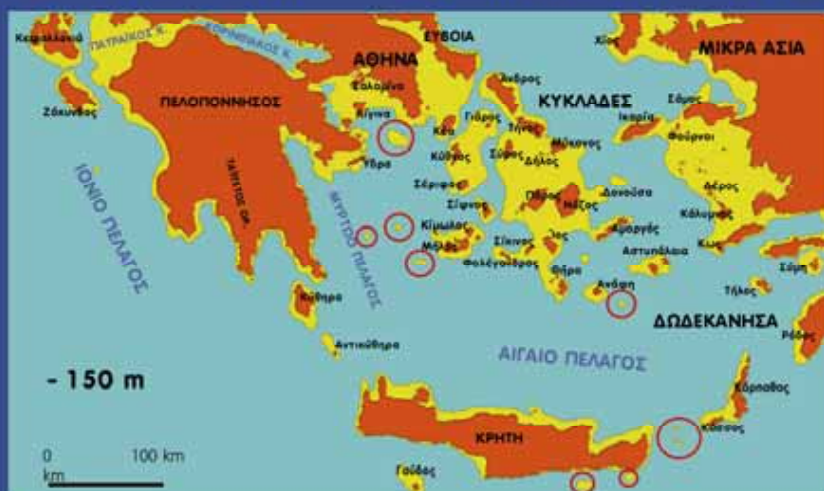 Κεφαλλονιά
ΠΑΤΡΑΪΚΟΣ Κ.
ΚΟΡΙΝΘΙΑΚΟΣ Κ.
ΕΥΒΟΙΑ
Χίος
ΜΙΚΡΑ ΑΣΙΑ
ΑΘΗΝΑ
Σαλαμίνα
Άνδρος
ΚΥΚΛΑΔΕΣ
Σάμος
Ζάκυνθος
ΠΕΛΟΠΟΝΝΗΣΟΣ
Αίγινα
Κέα
Γιάρος
Τήνος
Ικαρία
Φούρνοι
Ύδρα
Κύθνος
Σύρος
Μύκονος
Δήλος
ΙΟΝΙΟ ΠΕΛΑΓΟΣ
ΤΑΫΓΕΤΟΣ ΟΡ.
ΜΥΡΤΩΟ ΠΕΛΑΓΟΣ
Σέριφος
Σίφνος
Πάρος
Νάξος
Δονούσα
Λέρος
Κάλυμνος
Κίμωλος
Μήλος
Σίκινος
Ίος
Αμοργός
Κως
Φολέγανδρος
Αστυπάλαια
Θήρα
Ανάφη
Σύμη
Τήλος
Κύθηρα
ΔΩΔΕΚΑΝΗΣΑ
Ρόδος
Αντικύθηρα
ΑΙΓΑΙΟ ΠΕΛΑΓΟΣ
- 150 m
Κάρπαθος
Κάσσος
ΚΡΗΤΗ
0
km
100 km
Γαύδος